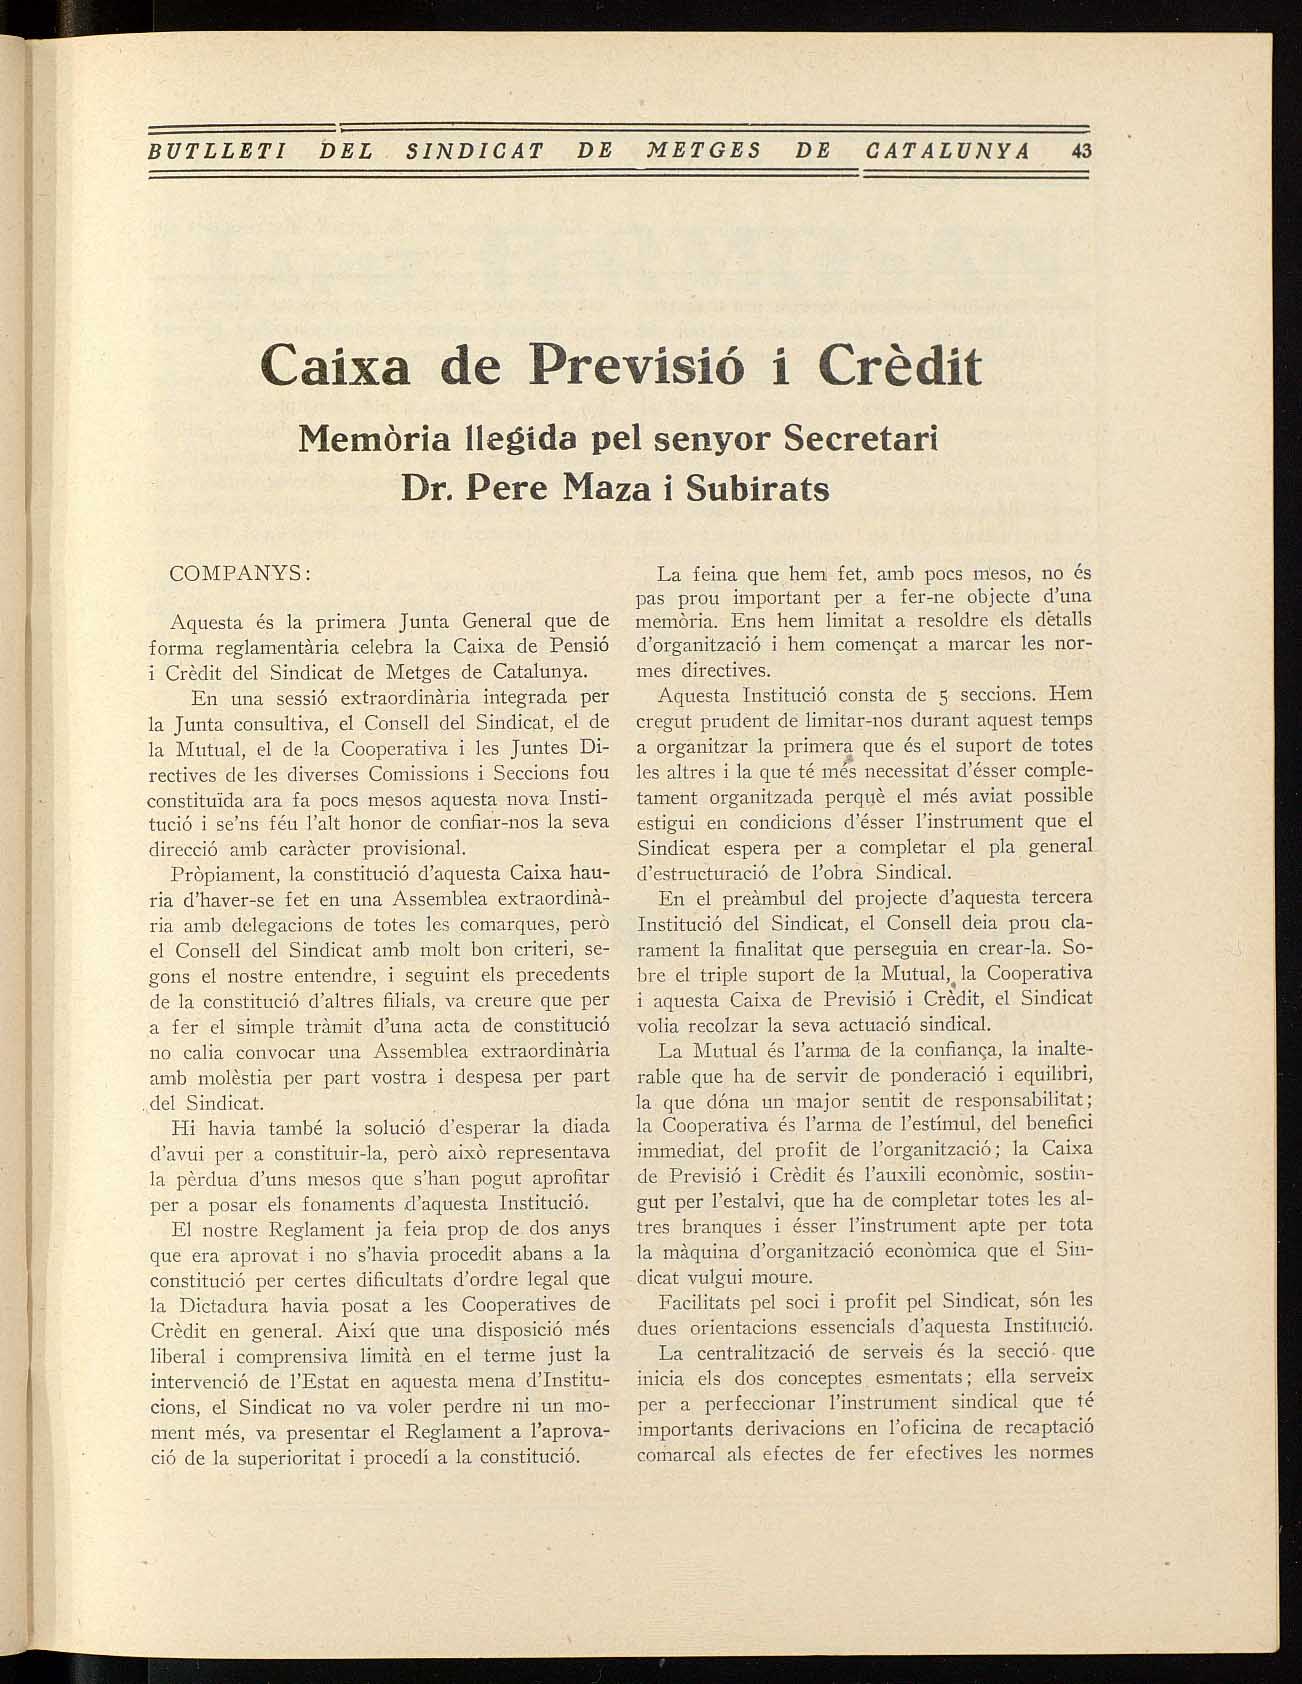 BUTLLETI DEL SINDICAT DE METGES DE CATALUNYA 43
Caixa de Previsió i Crèdit
Memòria llegida pel senyor Secretari
Dr. Pere Maza i Subirats
COMPANYS:
Aquesta és la primera Junta General que de
forma reglamentària celebra la Caixa de Pensió
i Crèdit del Sindicat de Metges de Catalunya.
En una sessió extraordinària integrada per
la Junta consultiva, el Consell del Sindicat, el de
la Mutual, el de la Cooperativa i les Juntes Di-
rectives de les diverses Comissions i Seccions fou
constituïda ara fa pocs mesos aquesta nova Insti-
tució i se'ns féu l'alt honor de confiar-nos la seva
direcció amb caràcter provisional.
Pròpiament, la constitució d'aquesta Caixa hau-
ria d'haver-se fet en una Assemblea extraordinà-
ria amb delegacions de totes les comarques, però
el Consell del Sindicat amb molt bon criteri, se-
gons el nostre entendre, i seguint els precedents
de la constitució d'altres filials, va creure que per
a fer el simple tràmit d'una acta de constitució
no calia convocar una Assemblea extraordinària
amb molèstia per part vostra i despesa per part
del Sindicat.
Hi havia també la solució d'esperar la diada
d'avui per a constituir-la, però això representava
la pèrdua d'uns mesos que s'han pogut aprofitar
per a posar els fonaments d'aquesta Institució.
El nostre Reglament ja feia prop de dos anys
que era aprovat i no s'havia procedit abans a la
constitució per certes dificultats d'ordre legal que
la Dictadura havia posat a les Cooperatives de
Crèdit en general. Així que una disposició més
liberal i comprensiva limità en el terme just la
intervenció de l'Estat en aquesta mena d'Institu-
cions, el Sindicat no va voler perdre ni un mo-
ment més, va presentar el Reglament a l'aprova-
ció de la superioritat i procedí a la constitució.
La feina que hem fet, amb pocs mesos, no és
pas prou important per a fer-ne objecte d'una
memòria. Ens hem limitat a resoldre els detalls
d'organització i hem començat a marcar les nor-
mes directives.
Aquesta Institució consta de 5 seccions. Hem
cregut prudent de limitar-nos durant aquest temps
a organitzar la primera que és el suport de totes
les altres i la que té més necessitat d'ésser comple-
tament organitzada perquè el més aviat possible
estigui en condicions d'ésser l'instrument que el
Sindicat espera per a completar el pla general
d'estructuració de l'obra Sindical.
En el preàmbul del projecte d'aquesta tercera
Institució del Sindicat, el Consell deia prou cla-
rament la finalitat que perseguia en crear-la. So-
bre el triple suport de la Mutual, la Cooperativa
i aquesta Caixa de Previsió i Crèdit, el Sindicat
volia recolzar la seva actuació sindical.
La Mutual és l'arma de la confiança, la inalte-
rable que ha de servir de ponderació i equilibri,
la que dóna un major sentit de responsabilitat;
la Cooperativa és l'arma de l'estímul, del benefici
immediat, del profit de l'organització; la Caixa
de Previsió i Crèdit és l'auxili econòmic, sostin-
gut per l'estalvi, que ha de completar totes les al-
tres branques i ésser l'instrument apte per tota
la màquina d'organització econòmica que el Sin-
dicat vulgui moure.
Facilitats pel soci i profit pel Sindicat, són les
dues orientacions essencials d'aquesta Institució.
La centralització de serveis és la secció que
inicia els dos conceptes esmentats; ella serveix
per a perfeccionar l'instrument sindical que té
importants derivacions en l'oficina de recaptació
comarcal als efectes de fer efectives les normes